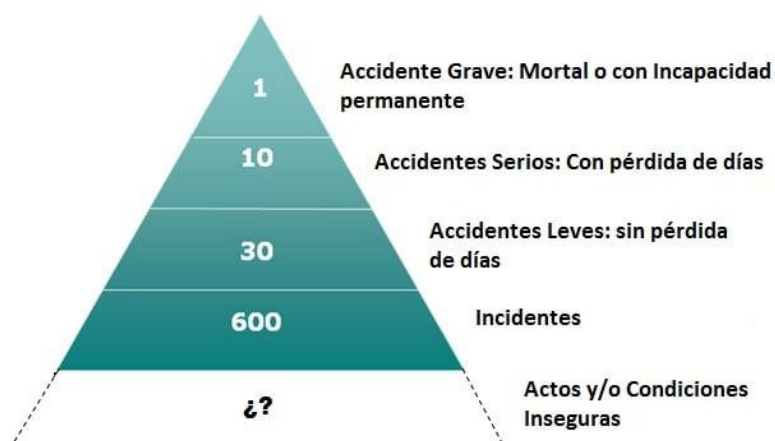 1
Accidente Grave: Mortal o con Incapacidad
permanente
10
Accidentes Serios: Con pérdida de días
30
Accidentes Leves: sin pérdida
de días
600
Incidentes
¿?
Actos y/o Condiciones
Inseguras